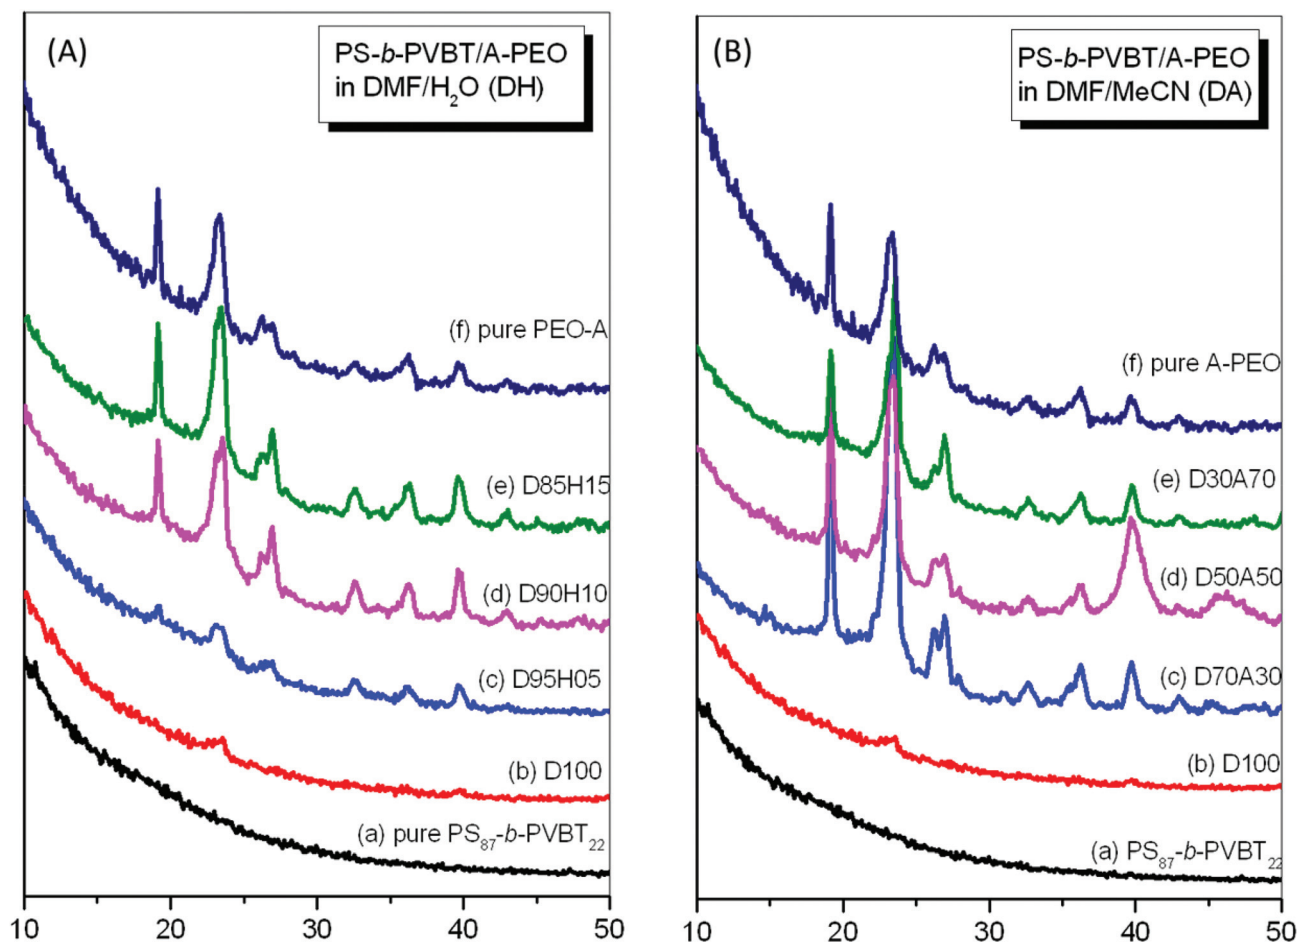 (A)
PS-b-PVBT/A-PEO
in DMF/H₂O (DH)
(f) pure PEO-A
(e) D85H15
(d) D90H10
(c) D95H05
(b) D100
(a) pure PS₈₇-b-PVBT₂₂
10 20 30 40 50
(B)
PS-b-PVBT/A-PEO
in DMF/MeCN (DA)
(f) pure A-PEO
(e) D30A70
(d) D50A50
(c) D70A30
(b) D100
(a) PS₈₇-b-PVBT₂₂
10 20 30 40 50